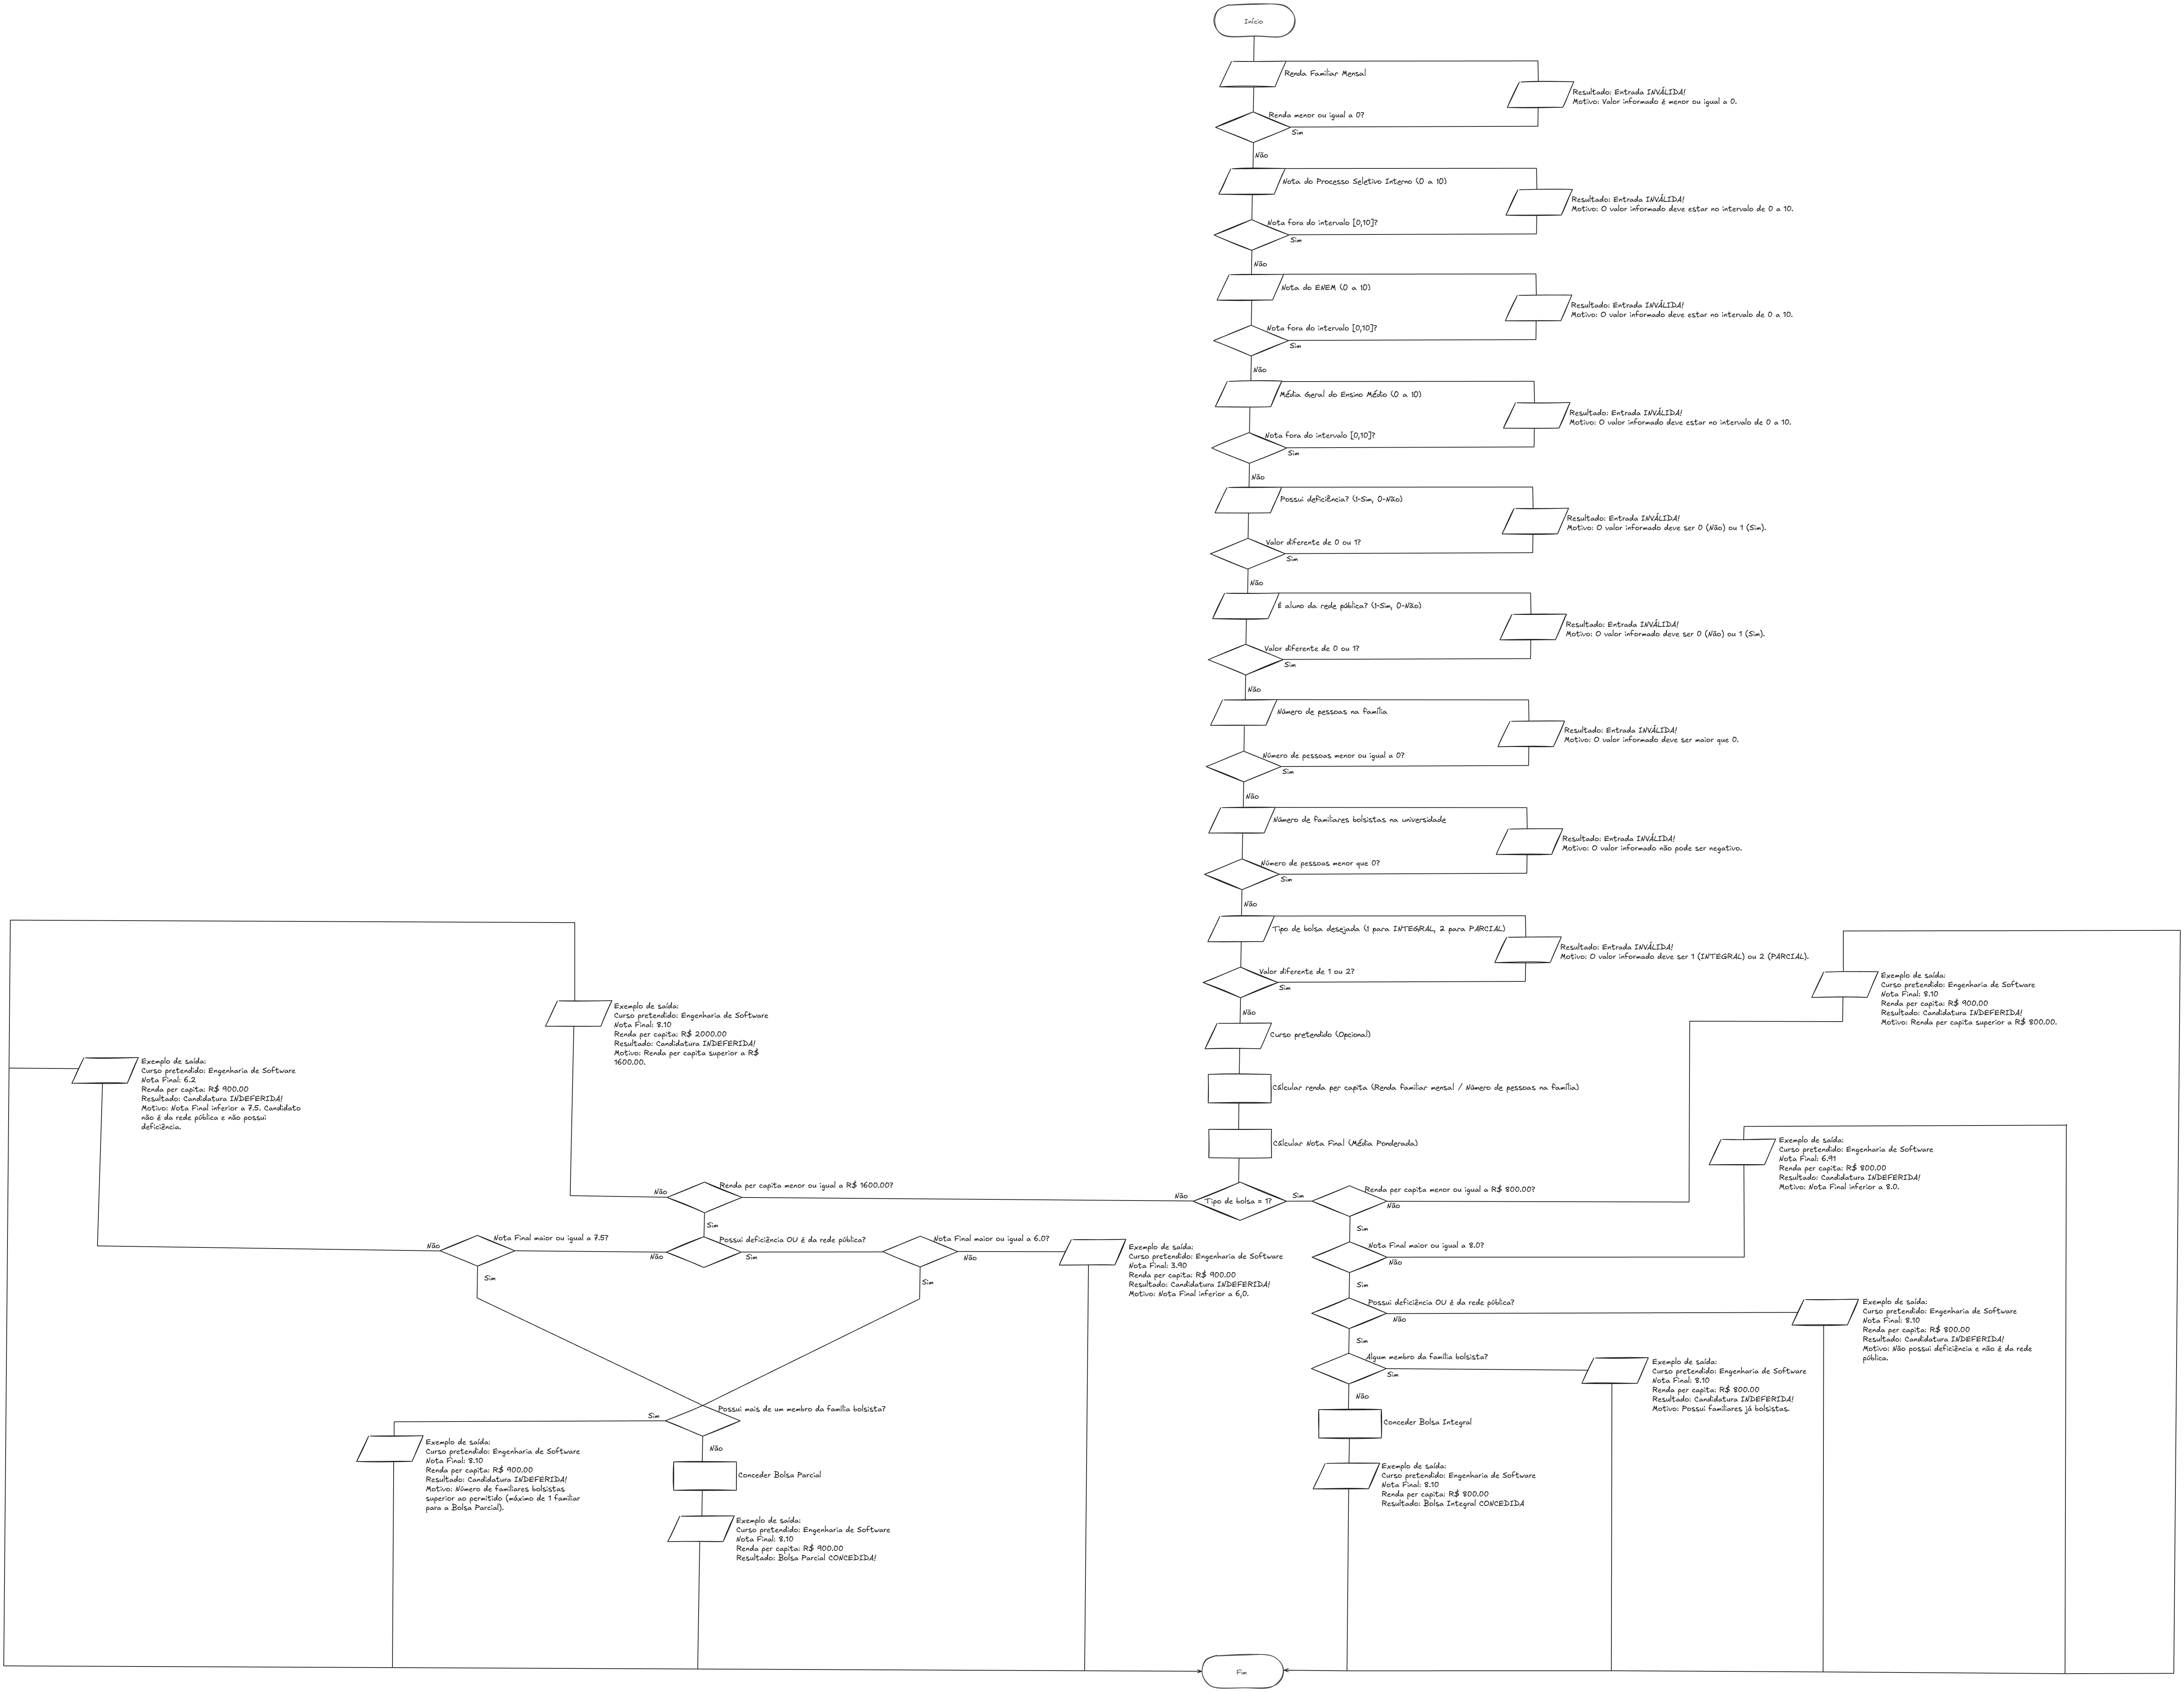 Início
Renda Familiar Mensal
Resultado: Entrada INVÁLIDA!
Motivo: Valor informado é menor ou igual a 0.
Renda menor ou igual a 0?
Sim
Não
Nota do Processo Seletivo Interno (0 a 10)
Resultado: Entrada INVÁLIDA!
Motivo: O valor informado deve estar no intervalo de 0 a 10.
Nota fora do intervalo [0,10]?
Sim
Não
Nota do ENEM (0 a 10)
Resultado: Entrada INVÁLIDA!
Motivo: O valor informado deve estar no intervalo de 0 a 10.
Nota fora do intervalo [0,10]?
Sim
Não
Média Geral do Ensino Médio (0 a 10)
Resultado: Entrada INVÁLIDA!
Motivo: O valor informado deve estar no intervalo de 0 a 10.
Nota fora do intervalo [0,10]?
Sim
Não
Possui deficiência? (1-Sim, 0-Não)
Resultado: Entrada INVÁLIDA!
Motivo: O valor informado deve ser 0 (Não) ou 1 (Sim).
Valor diferente de 0 ou 1?
Sim
Não
É aluno da rede pública? (1-Sim, 0-Não)
Resultado: Entrada INVÁLIDA!
Motivo: O valor informado deve ser 0 (Não) ou 1 (Sim).
Valor diferente de 0 ou 1?
Sim
Não
Número de pessoas na família
Resultado: Entrada INVÁLIDA!
Motivo: O valor informado deve ser maior que 0.
Número de pessoas menor ou igual a 0?
Sim
Não
Número de familiares bolsistas na universidade
Resultado: Entrada INVÁLIDA!
Motivo: O valor informado não pode ser negativo.
Número de pessoas menor que 0?
Sim
Não
Tipo de bolsa desejada (1 para INTEGRAL, 2 para PARCIAL)
Resultado: Entrada INVÁLIDA!
Motivo: O valor informado deve ser 1 (INTEGRAL) ou 2 (PARCIAL).
Valor diferente de 1 ou 2?
Sim
Não
Curso pretendido (Opcional)
Cálcular renda per capita (Renda familiar mensal / Número de pessoas na família)
Cálcular Nota Final (Média Ponderada)
Tipo de bolsa = 1?
Não
Sim
Renda per capita menor ou igual a R$ 1600.00?
Não
Sim
Exemplo de saída:
Curso pretendido: Engenharia de Software
Nota Final: 8.10
Renda per capita: R$ 2000.00
Resultado: Candidatura INDEFERIDA!
Motivo: Renda per capita superior a R$
1600.00.
Possui deficiência OU é da rede pública?
Não
Sim
Nota Final maior ou igual a 7.5?
Não
Sim
Exemplo de saída:
Curso pretendido: Engenharia de Software
Nota Final: 6.2
Renda per capita: R$ 900.00
Resultado: Candidatura INDEFERIDA!
Motivo: Nota Final inferior a 7.5. Candidato
não é da rede pública e não possui
deficiência.
Nota Final maior ou igual a 6.0?
Não
Sim
Exemplo de saída:
Curso pretendido: Engenharia de Software
Nota Final: 3.90
Renda per capita: R$ 900.00
Resultado: Candidatura INDEFERIDA!
Motivo: Nota Final inferior a 6,0.
Possui mais de um membro da família bolsista?
Sim
Não
Exemplo de saída:
Curso pretendido: Engenharia de Software
Nota Final: 8.10
Renda per capita: R$ 900.00
Resultado: Candidatura INDEFERIDA!
Motivo: Número de familiares bolsistas
superior ao permitido (máximo de 1 familiar
para a Bolsa Parcial).
Conceder Bolsa Parcial
Exemplo de saída:
Curso pretendido: Engenharia de Software
Nota Final: 8.10
Renda per capita: R$ 900.00
Resultado: Bolsa Parcial CONCEDIDA!
Renda per capita menor ou igual a R$ 800.00?
Não
Sim
Exemplo de saída:
Curso pretendido: Engenharia de Software
Nota Final: 8.10
Renda per capita: R$ 900.00
Resultado: Candidatura INDEFERIDA!
Motivo: Renda per capita superior a R$ 800.00.
Nota Final maior ou igual a 8.0?
Não
Sim
Exemplo de saída:
Curso pretendido: Engenharia de Software
Nota Final: 6.91
Renda per capita: R$ 800.00
Resultado: Candidatura INDEFERIDA!
Motivo: Nota Final inferior a 8.0.
Possui deficiência OU é da rede pública?
Não
Sim
Exemplo de saída:
Curso pretendido: Engenharia de Software
Nota Final: 8.10
Renda per capita: R$ 800.00
Resultado: Candidatura INDEFERIDA!
Motivo: Não possui deficiência e não é da rede
pública.
Algum membro da família bolsista?
Sim
Não
Exemplo de saída:
Curso pretendido: Engenharia de Software
Nota Final: 8.10
Renda per capita: R$ 800.00
Resultado: Candidatura INDEFERIDA!
Motivo: Possui familiares já bolsistas.
Conceder Bolsa Integral
Exemplo de saída:
Curso pretendido: Engenharia de Software
Nota Final: 8.10
Renda per capita: R$ 800.00
Resultado: Bolsa Integral CONCEDIDA
Fim